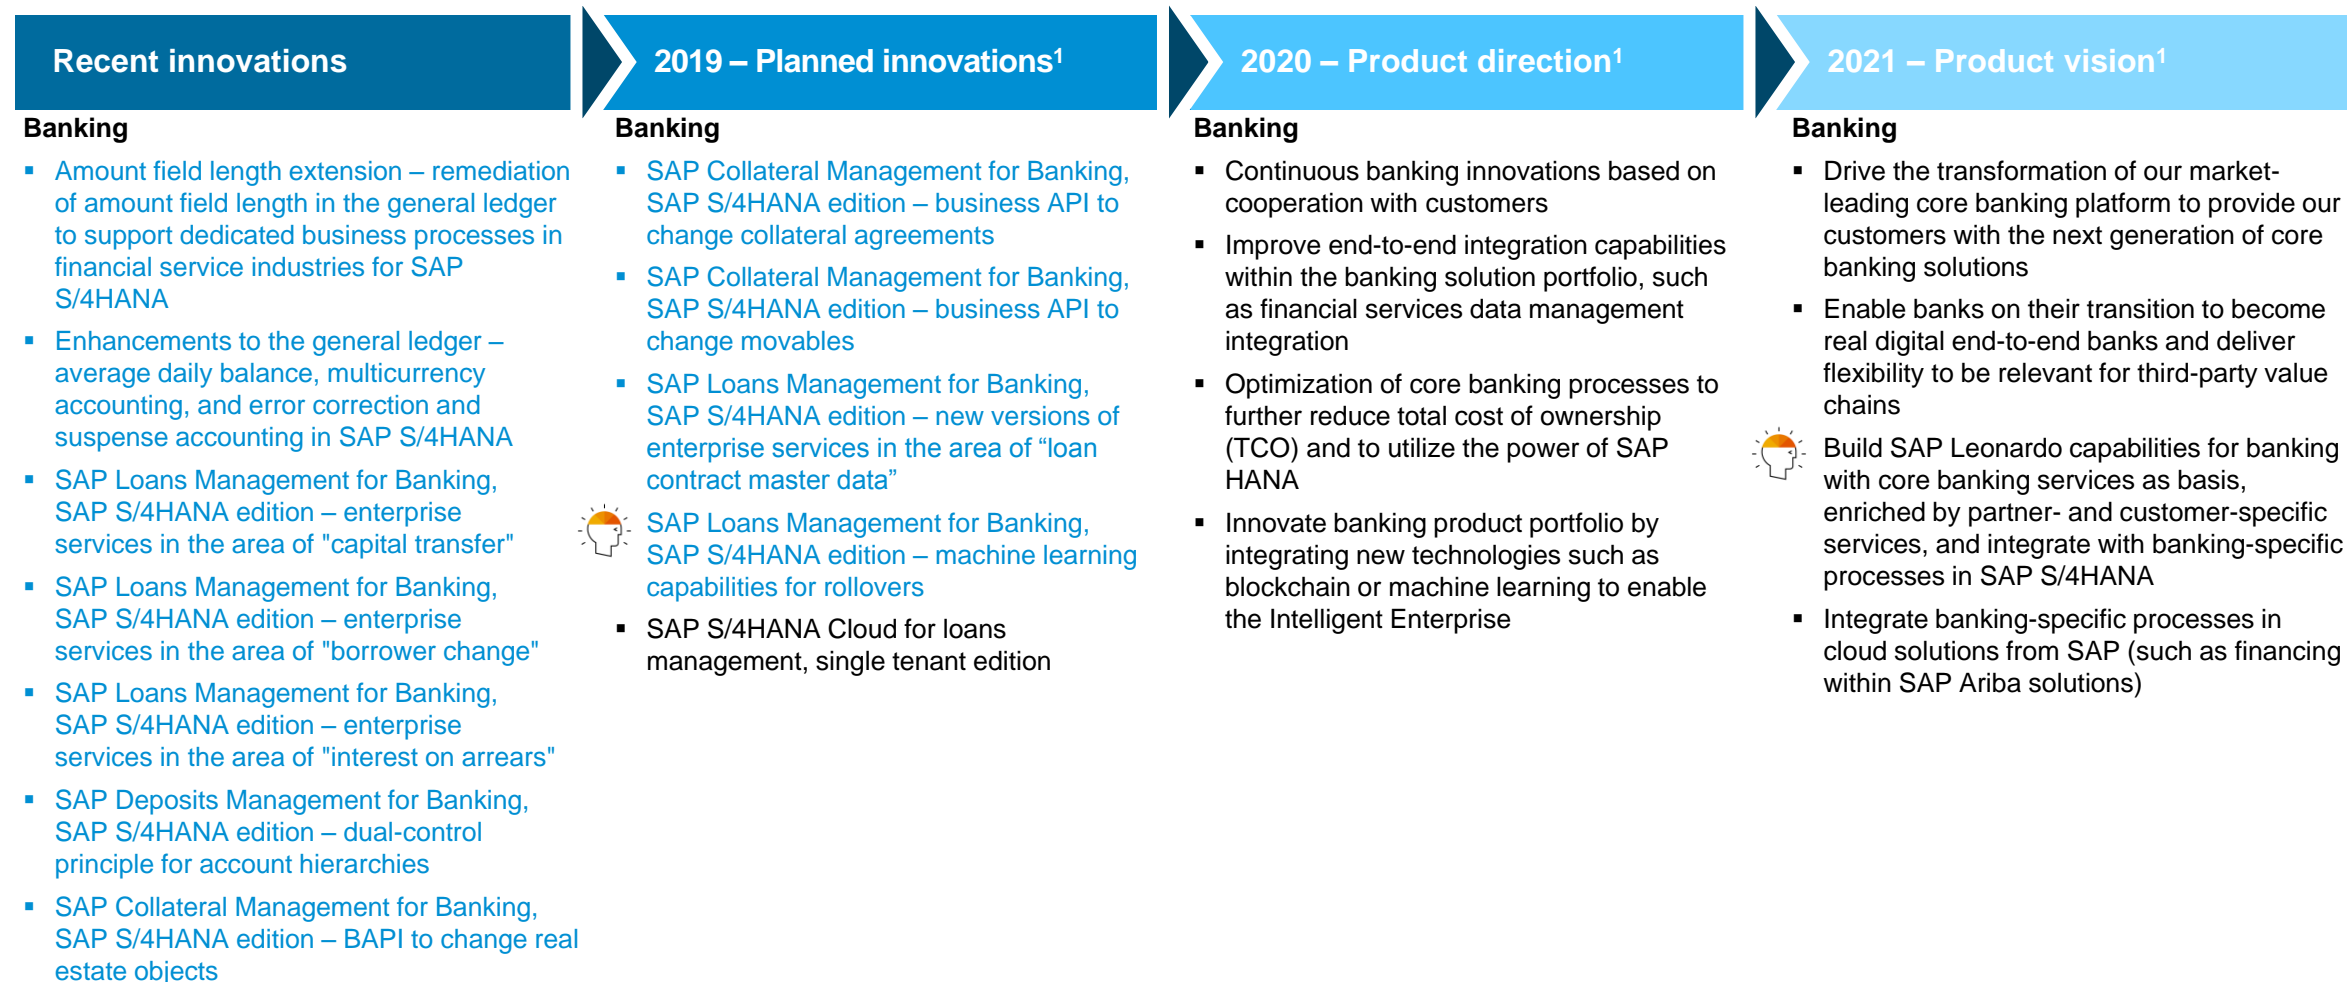 Recent innovations
Banking
▪ Amount field length extension – remediation
of amount field length in the general ledger
to support dedicated business processes in
financial service industries for SAP
S/4HANA
▪ Enhancements to the general ledger –
average daily balance, multicurrency
accounting, and error correction and
suspense accounting in SAP S/4HANA
▪ SAP Loans Management for Banking,
SAP S/4HANA edition – enterprise
services in the area of "capital transfer"
▪ SAP Loans Management for Banking,
SAP S/4HANA edition – enterprise
services in the area of "borrower change"
▪ SAP Loans Management for Banking,
SAP S/4HANA edition – enterprise
services in the area of "interest on arrears"
▪ SAP Deposits Management for Banking,
SAP S/4HANA edition – dual-control
principle for account hierarchies
▪ SAP Collateral Management for Banking,
SAP S/4HANA edition – BAPI to change real
estate objects
2019 – Planned innovations¹
Banking
▪ SAP Collateral Management for Banking,
SAP S/4HANA edition – business API to
change collateral agreements
▪ SAP Collateral Management for Banking,
SAP S/4HANA edition – business API to
change movables
▪ SAP Loans Management for Banking,
SAP S/4HANA edition – new versions of
enterprise services in the area of “loan
contract master data”
SAP Loans Management for Banking,
SAP S/4HANA edition – machine learning
capabilities for rollovers
▪ SAP S/4HANA Cloud for loans
management, single tenant edition
2020 – Product direction¹
Banking
▪ Continuous banking innovations based on
cooperation with customers
▪ Improve end-to-end integration capabilities
within the banking solution portfolio, such
as financial services data management
integration
▪ Optimization of core banking processes to
further reduce total cost of ownership
(TCO) and to utilize the power of SAP
HANA
▪ Innovate banking product portfolio by
integrating new technologies such as
blockchain or machine learning to enable
the Intelligent Enterprise
2021 – Product vision¹
Banking
▪ Drive the transformation of our market-
leading core banking platform to provide our
customers with the next generation of core
banking solutions
▪ Enable banks on their transition to become
real digital end-to-end banks and deliver
flexibility to be relevant for third-party value
chains
Build SAP Leonardo capabilities for banking
with core banking services as basis,
enriched by partner- and customer-specific
services, and integrate with banking-specific
processes in SAP S/4HANA
▪ Integrate banking-specific processes in
cloud solutions from SAP (such as financing
within SAP Ariba solutions)